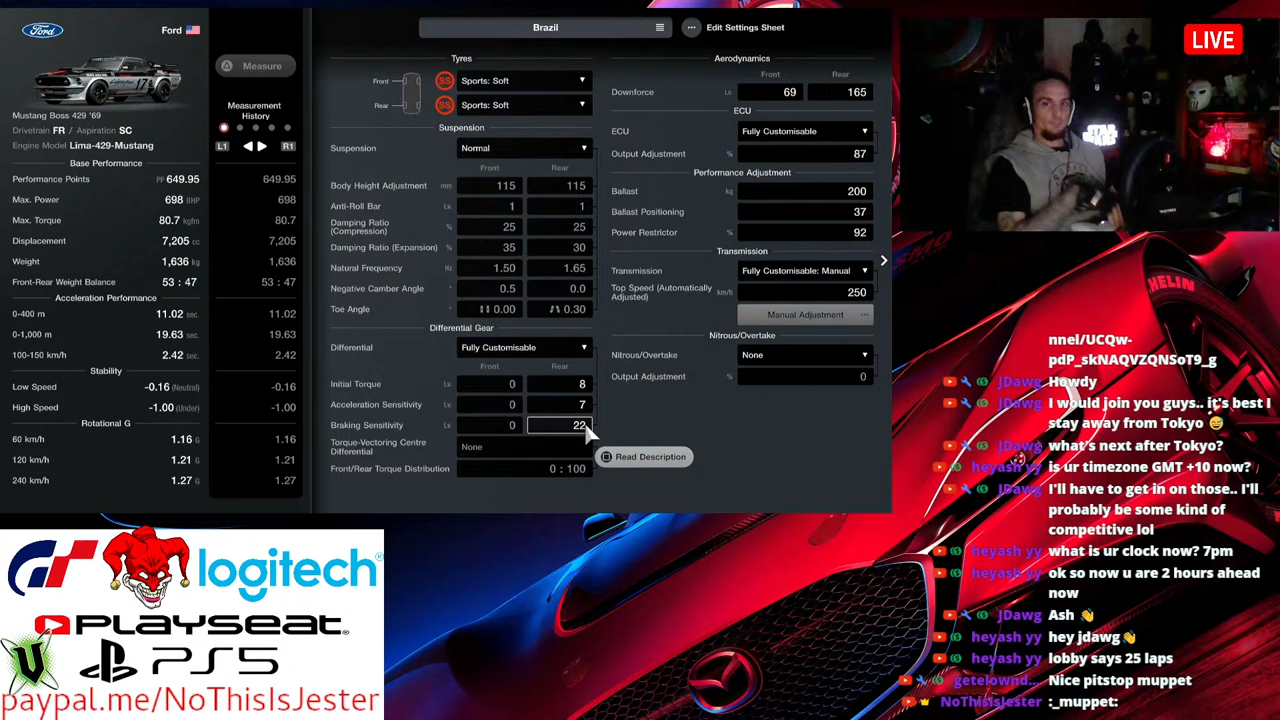 Ford
Ford
Mustang Boss 429 '69
Drivetrain FR / Aspiration SC
Engine Model Lima-429-Mustang
Base Performance
Performance Points PP 649.95
Max. Power 698 BHP
Max. Torque 80.7 kgfm
Displacement 7,205 cc
Weight 1,636 kg
Front-Rear Weight Balance 53 : 47
Acceleration Performance
0-400 m 11.02 sec.
0-1,000 m 19.63 sec.
100-150 km/h 2.42 sec.
Stability
Low Speed -0.16 (Neutral)
High Speed -1.00 (Under)
Rotational G
60 km/h 1.16 G
120 km/h 1.21 G
240 km/h 1.27 G
Measure
Measurement
History
L1 R1
649.95
698
80.7
7,205
1,636
53 : 47
11.02
19.63
2.42
-0.16
-1.00
1.16
1.21
1.27
Brazil
Edit Settings Sheet
Tyres
Front SS Sports: Soft
Rear SS Sports: Soft
Suspension
Suspension Normal
Front Rear
Body Height Adjustment mm 115 115
Anti-Roll Bar Lv. 1 1
Damping Ratio
(Compression) % 25 25
Damping Ratio (Expansion) % 35 30
Natural Frequency Hz 1.50 1.65
Negative Camber Angle ° 0.5 0.0
Toe Angle ° 0.00 0.30
Differential Gear
Differential Fully Customisable
Front Rear
Initial Torque Lv. 0 8
Acceleration Sensitivity Lv. 0 7
Braking Sensitivity Lv. 0 22
Torque-Vectoring Centre
Differential None
Front/Rear Torque Distribution 0 : 100
Aerodynamics
Front Rear
Downforce Lv. 69 165
ECU
ECU Fully Customisable
Output Adjustment % 87
Performance Adjustment
Ballast kg 200
Ballast Positioning 37
Power Restrictor % 92
Transmission
Transmission Fully Customisable: Manual
Top Speed (Automatically
Adjusted) km/h 250
Manual Adjustment
Nitrous/Overtake
Nitrous/Overtake None
Output Adjustment % 0
Read Description
LIVE
STAR
WARS
nnel/UCQw-
pdP_skNAQVZQNSoT9_g
JDawg Howdy
JDawg I would join you guys.. it's best I
stay away from Tokyo
JDawg what's next after Tokyo?
heyash yy is ur timezone GMT +10 now?
JDawg I'll have to get in on those.. I'll
probably be some kind of
competitive lol
heyash yy what is ur clock now? 7pm
heyash yy ok so now u are 2 hours ahead
now
JDawg Ash
heyash yy hey jdawg
heyash yy lobby says 25 laps
getelownd... Nice pitstop muppet
NoThisIsJester :_muppet:
logitech®
PLAYSEAT®
PS5
paypal.me/NoThisIsJester